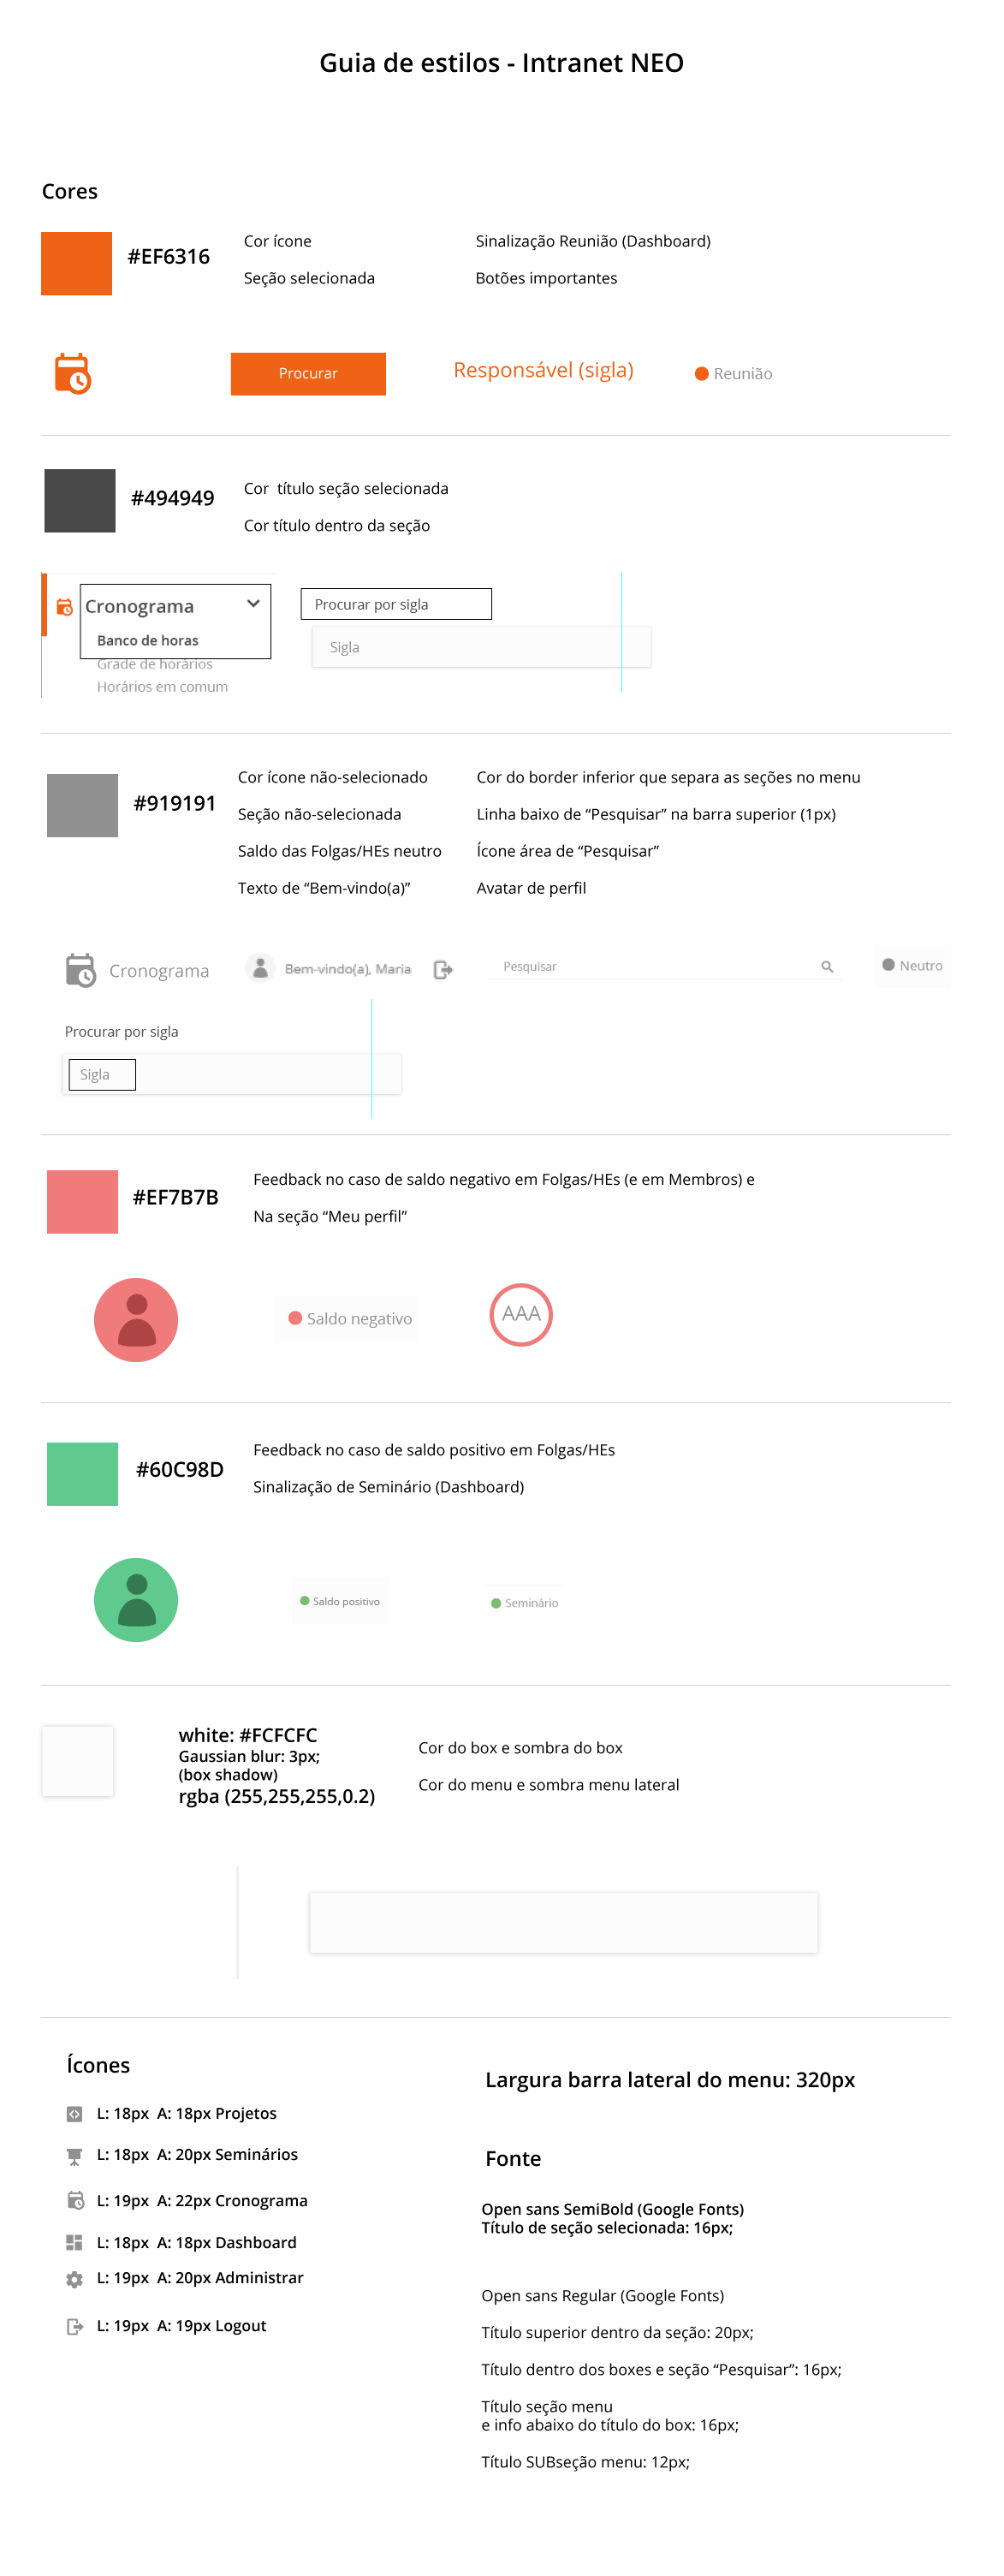 Guia de estilos - Intranet NEO
Cores
#EF6316
Cor ícone
Sinalização Reunião (Dashboard)
Seção selecionada
Botões importantes
Procurar
Responsável (sigla)
Reunião
#494949
Cor título seção selecionada
Cor título dentro da seção
Cronograma
Banco de horas
Grade de horários
Horários em comum
Procurar por sigla
Sigla
#919191
Cor ícone não-selecionado
Cor do border inferior que separa as seções no menu
Seção não-selecionada
Linha baixo de “Pesquisar” na barra superior (1px)
Saldo das Folgas/HEs neutro
Ícone área de “Pesquisar”
Texto de “Bem-vindo(a)”
Avatar de perfil
Cronograma
Bem-vindo(a), Maria
Pesquisar
Neutro
Procurar por sigla
Sigla
#EF7B7B
Feedback no caso de saldo negativo em Folgas/HEs (e em Membros) e
Na seção “Meu perfil”
Saldo negativo
AAA
#60C98D
Feedback no caso de saldo positivo em Folgas/HEs
Sinalização de Seminário (Dashboard)
Saldo positivo
Seminário
white: #FCFCFC
Gaussian blur: 3px;
(box shadow)
rgba (255,255,255,0.2)
Cor do box e sombra do box
Cor do menu e sombra menu lateral
Ícones
L: 18px A: 18px Projetos
L: 18px A: 20px Seminários
L: 19px A: 22px Cronograma
L: 18px A: 18px Dashboard
L: 19px A: 20px Administrar
L: 19px A: 19px Logout
Largura barra lateral do menu: 320px
Fonte
Open sans SemiBold (Google Fonts)
Título de seção selecionada: 16px;
Open sans Regular (Google Fonts)
Título superior dentro da seção: 20px;
Título dentro dos boxes e seção “Pesquisar”: 16px;
Título seção menu
e info abaixo do título do box: 16px;
Título SUBseção menu: 12px;